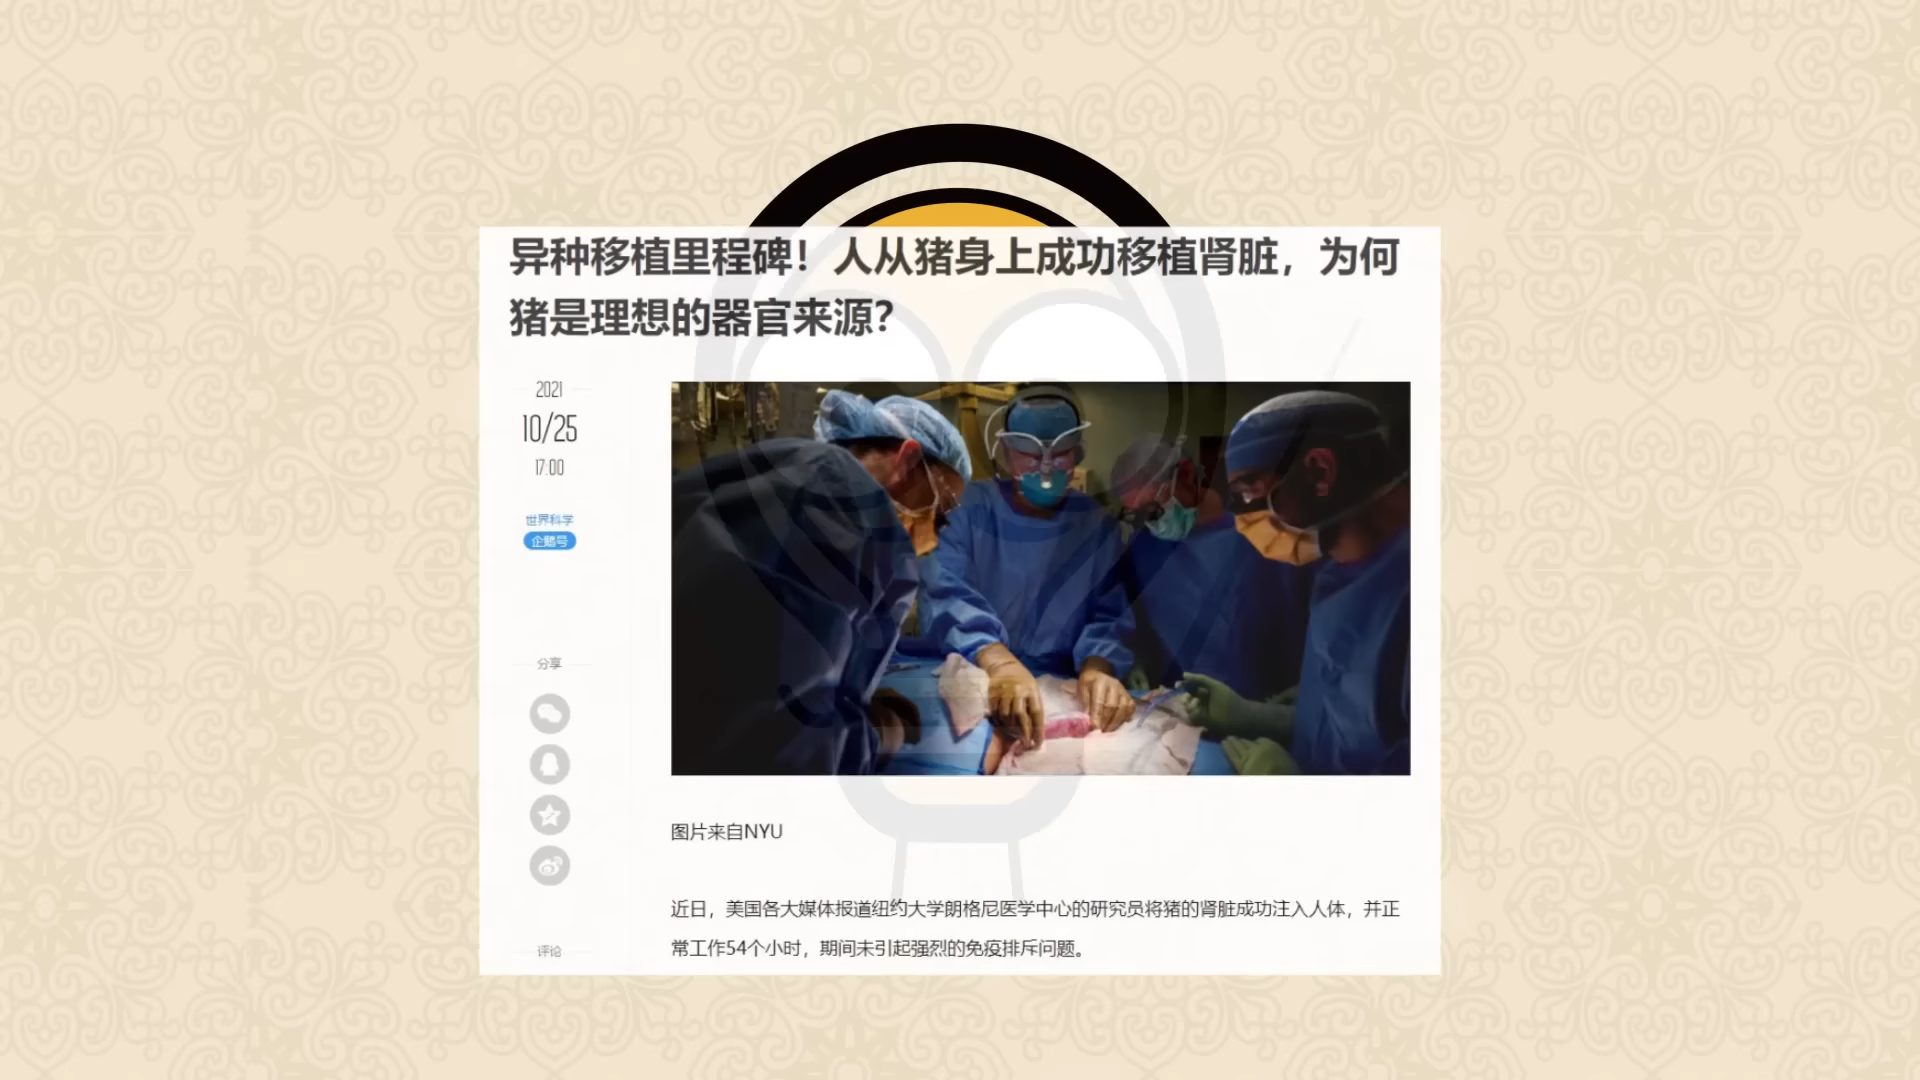 异种移植里程碑！人从猪身上成功移植肾脏，为何
猪是理想的器官来源？
2021
10/25
17:00
世界科学
企鹅号
分享
评论
图片来自NYU
近日，美国各大媒体报道纽约大学朗格尼医学中心的研究员将猪的肾脏成功注入人体，并正
常工作54个小时，期间未引起强烈的免疫排斥问题。